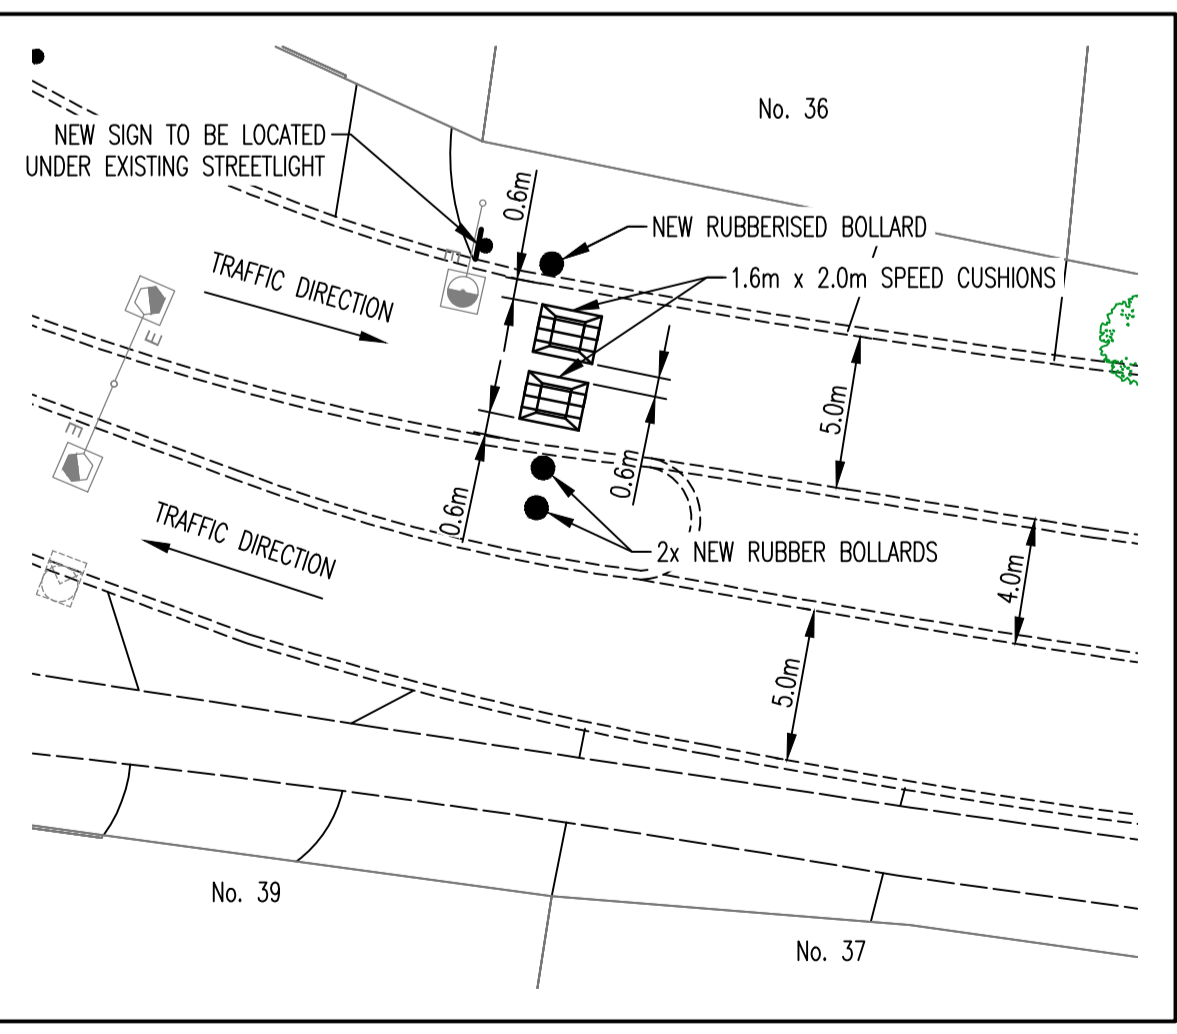 No. 36
NEW SIGN TO BE LOCATED
UNDER EXISTING STREETLIGHT
0.6m
NEW RUBBERISED BOLLARD
E
TRAFFIC DIRECTION
1.6m x 2.0m SPEED CUSHIONS
E
5.0m
E
0.6m
0.6m
TRAFFIC DIRECTION
2x NEW RUBBER BOLLARDS
4.0m
5.0m
No. 39
No. 37